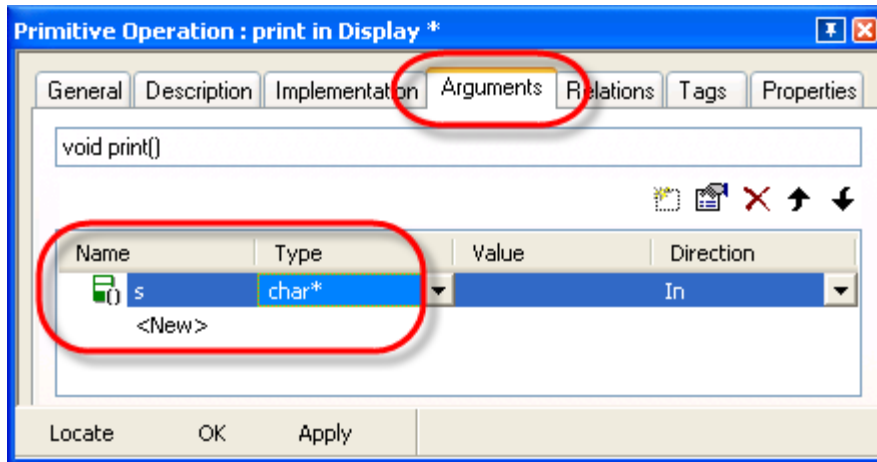 Primitive Operation : print in Display *
General Description Implementation Arguments Relations Tags Properties
void print()
Name Type Value Direction
s char* In
<New>
Locate OK Apply